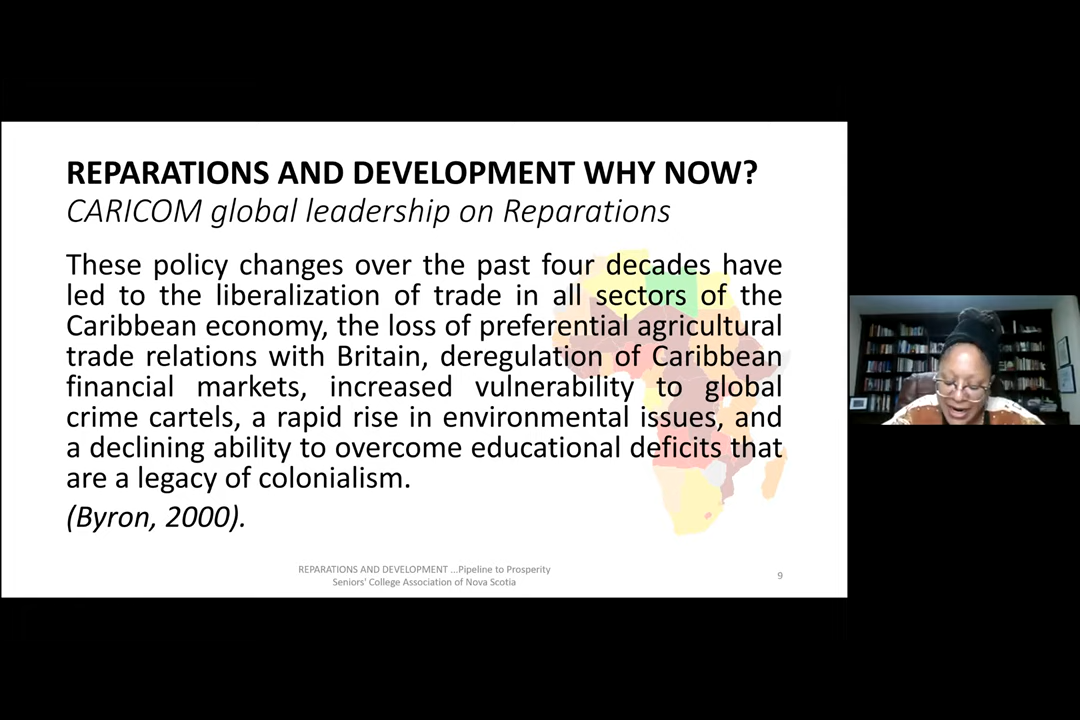 REPARATIONS AND DEVELOPMENT WHY NOW?
CARICOM global leadership on Reparations
These policy changes over the past four decades have
led to the liberalization of trade in all sectors of the
Caribbean economy, the loss of preferential agricultural
trade relations with Britain, deregulation of Caribbean
financial markets, increased vulnerability to global
crime cartels, a rapid rise in environmental issues, and
a declining ability to overcome educational deficits that
are a legacy of colonialism.
(Byron, 2000).
REPARATIONS AND DEVELOPMENT ...Pipeline to Prosperity
Seniors' College Association of Nova Scotia
9